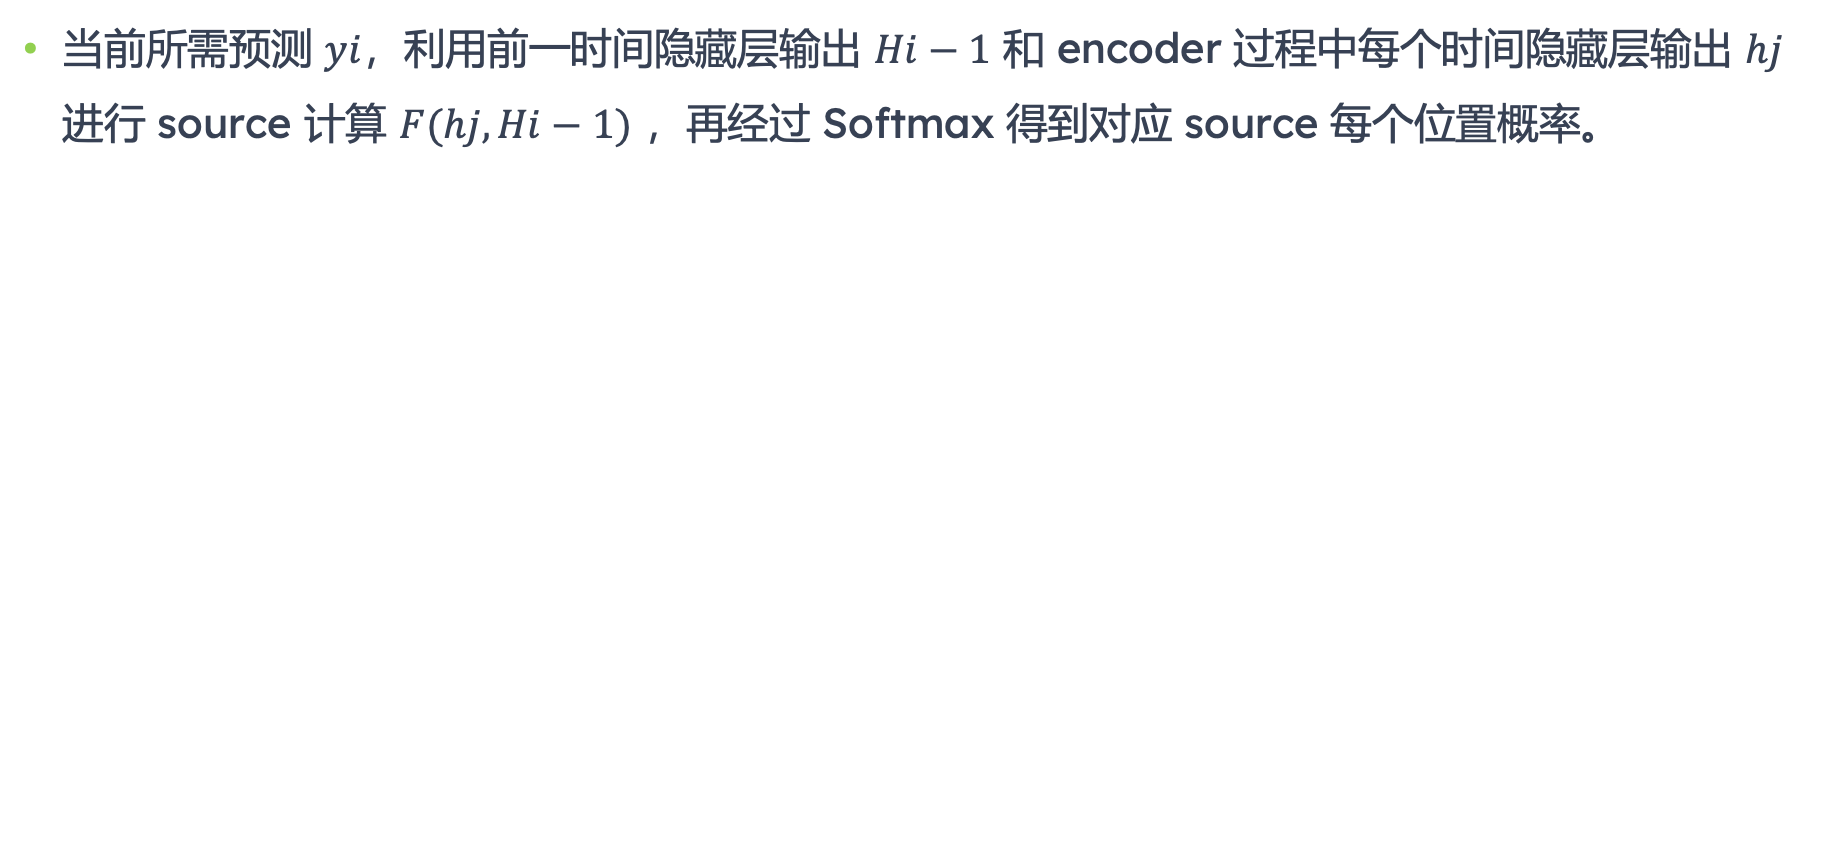 • 当前所需预测 yi，利用前一时间隐藏层输出 Hi − 1 和 encoder 过程中每个时间隐藏层输出 hj
进行 source 计算 F(hj, Hi − 1) ，再经过 Softmax 得到对应 source 每个位置概率。